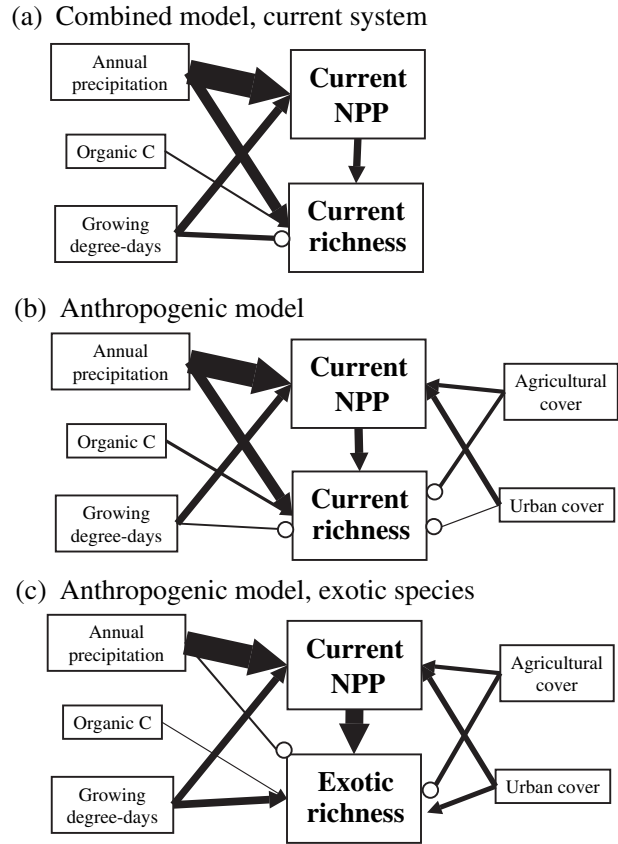 (a) Combined model, current system
Annual
precipitation
Current
NPP
Organic C
Current
richness
Growing
degree-days
(b) Anthropogenic model
Annual
precipitation
Current
NPP
Agricultural
cover
Organic C
Current
richness
Growing
degree-days
Urban cover
(c) Anthropogenic model, exotic species
Annual
precipitation
Current
NPP
Agricultural
cover
Organic C
Exotic
richness
Growing
degree-days
Urban cover